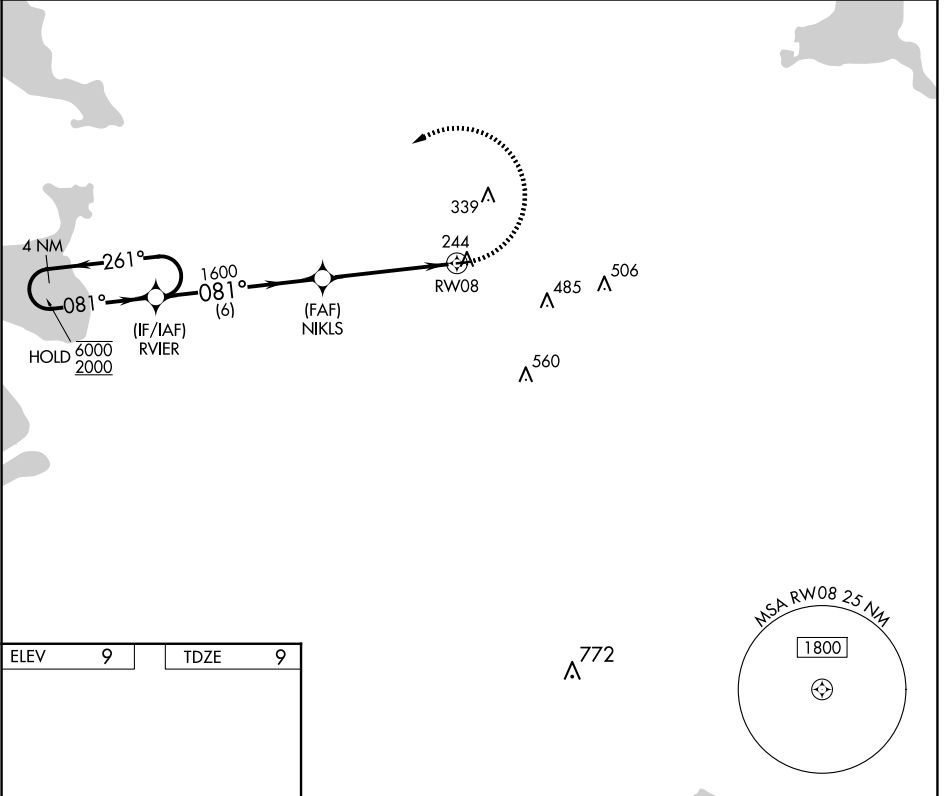 339
244
RW08
4 NM
261°
081°
1600
081°
(6)
(IF/IAF)
RVIER
(FAF)
NIKLS
HOLD 6000
2000
485
506
560
772
MSA RW08 25 NM
1800
ELEV 9
TDZE 9